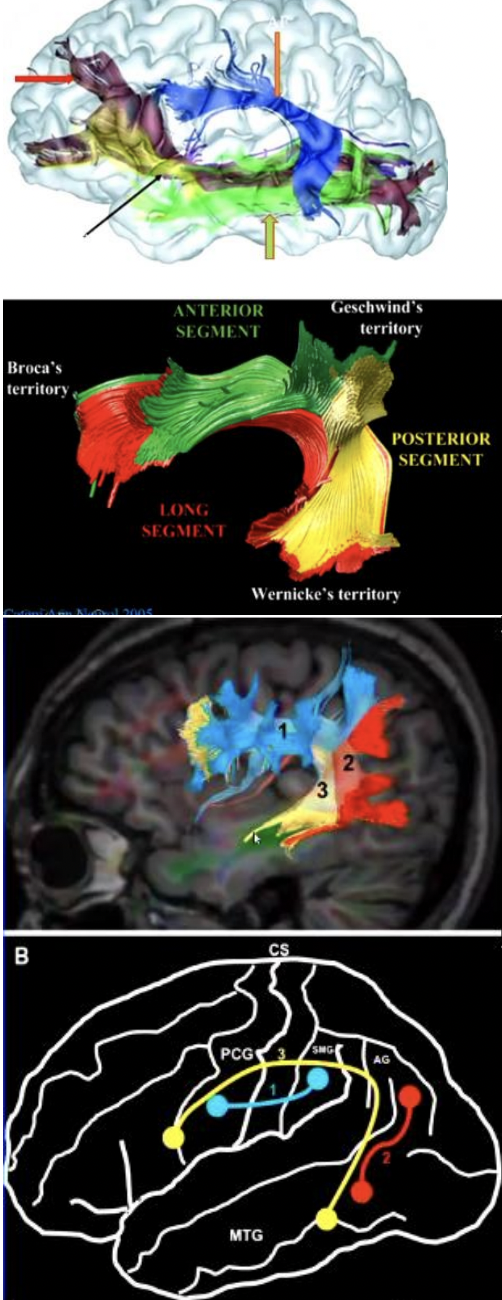 AF
ANTERIOR
SEGMENT
Geschwind's
territory
Broca's
territory
POSTERIOR
SEGMENT
LONG
SEGMENT
Wernicke's territory
Catani Ann Neurol 2005
1
2
3
B
CS
PCG
3
SMG
AG
1
2
MTG